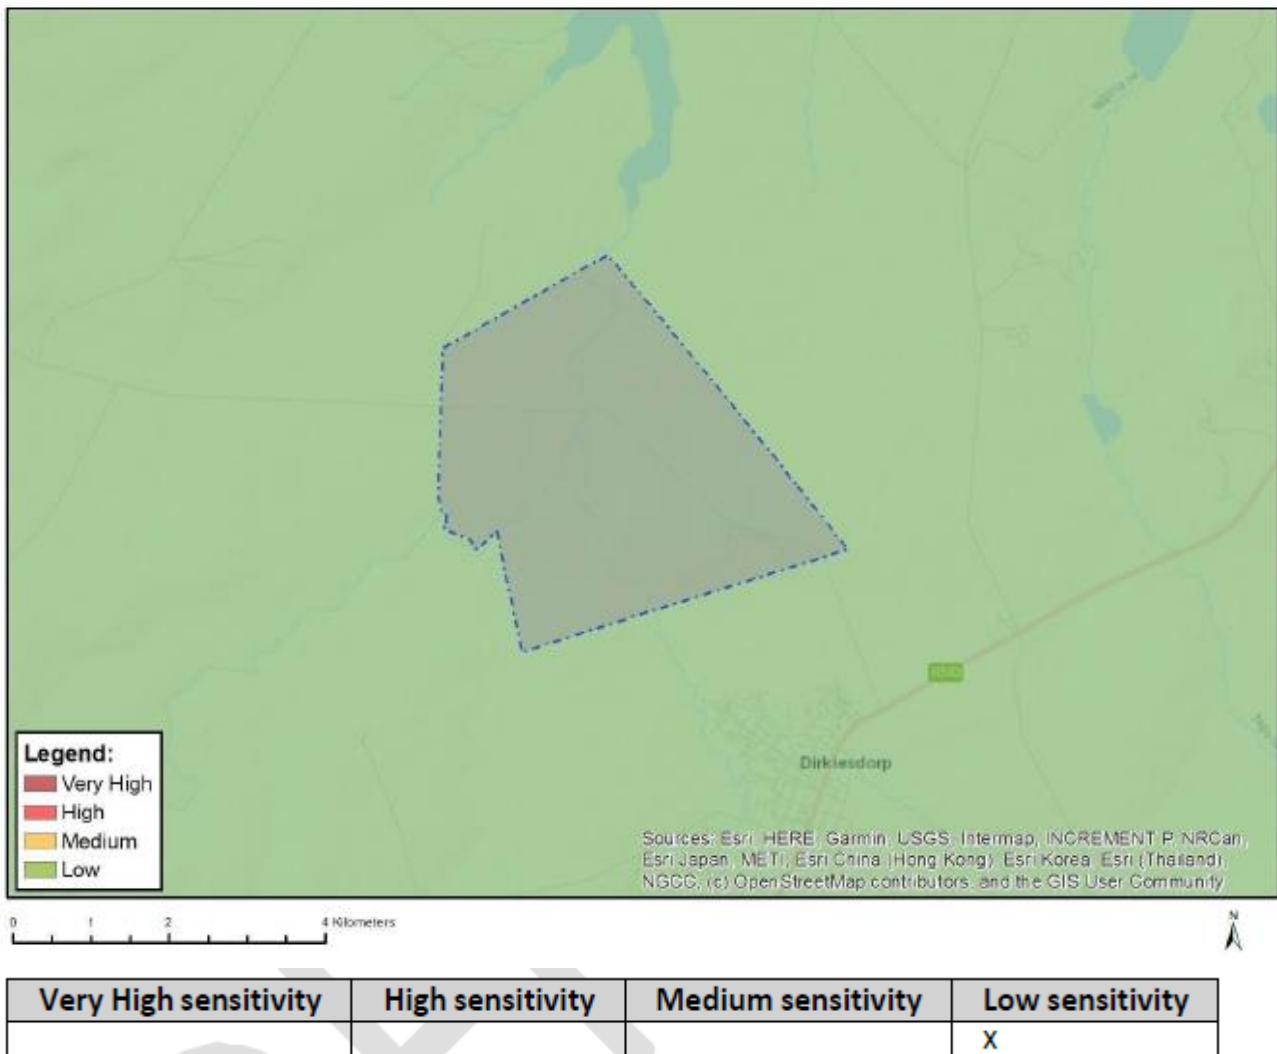 Dirkiesdorp
Legend:
Very High
High
Medium
Low
Sources: Esri, HERE, Garmin, USGS, Intermap, INCREMENT P, NRCan,
Esri Japan, METI, Esri China (Hong Kong), Esri Korea, Esri (Thailand),
NGCC, (c) OpenStreetMap contributors, and the GIS User Community
0 1 2 4 Kilometers
N
Very High sensitivity High sensitivity Medium sensitivity Low sensitivity
X